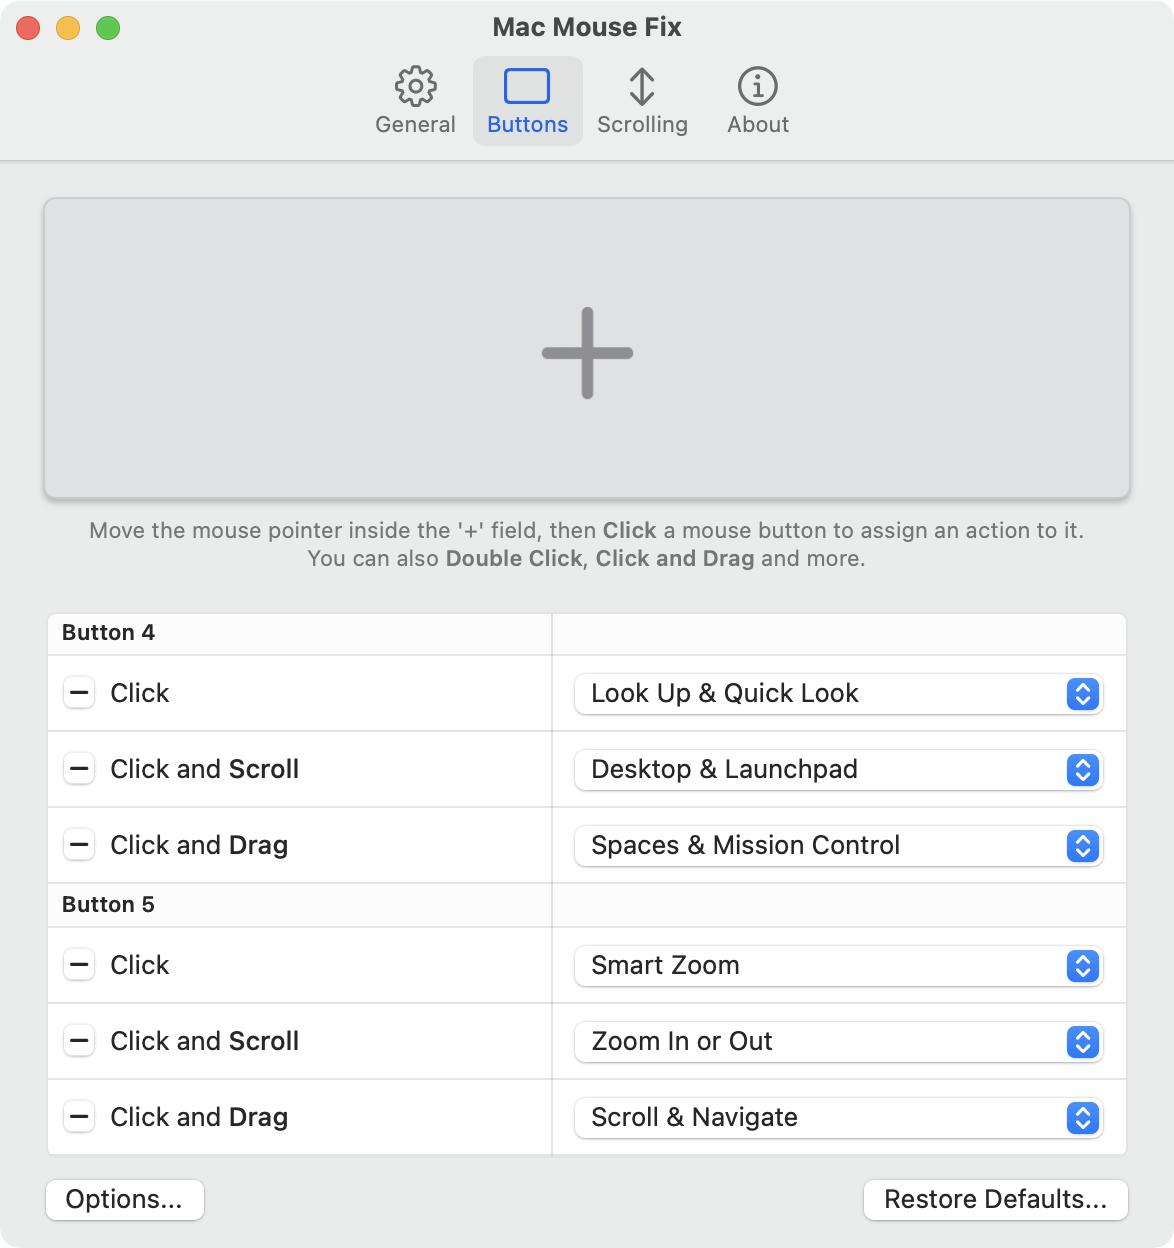 Mac Mouse Fix
General
Buttons
Scrolling
About
Move the mouse pointer inside the '+' field, then Click a mouse button to assign an action to it.
You can also Double Click, Click and Drag and more.
Button 4
Click
Look Up & Quick Look
Click and Scroll
Desktop & Launchpad
Click and Drag
Spaces & Mission Control
Button 5
Click
Smart Zoom
Click and Scroll
Zoom In or Out
Click and Drag
Scroll & Navigate
Options...
Restore Defaults...